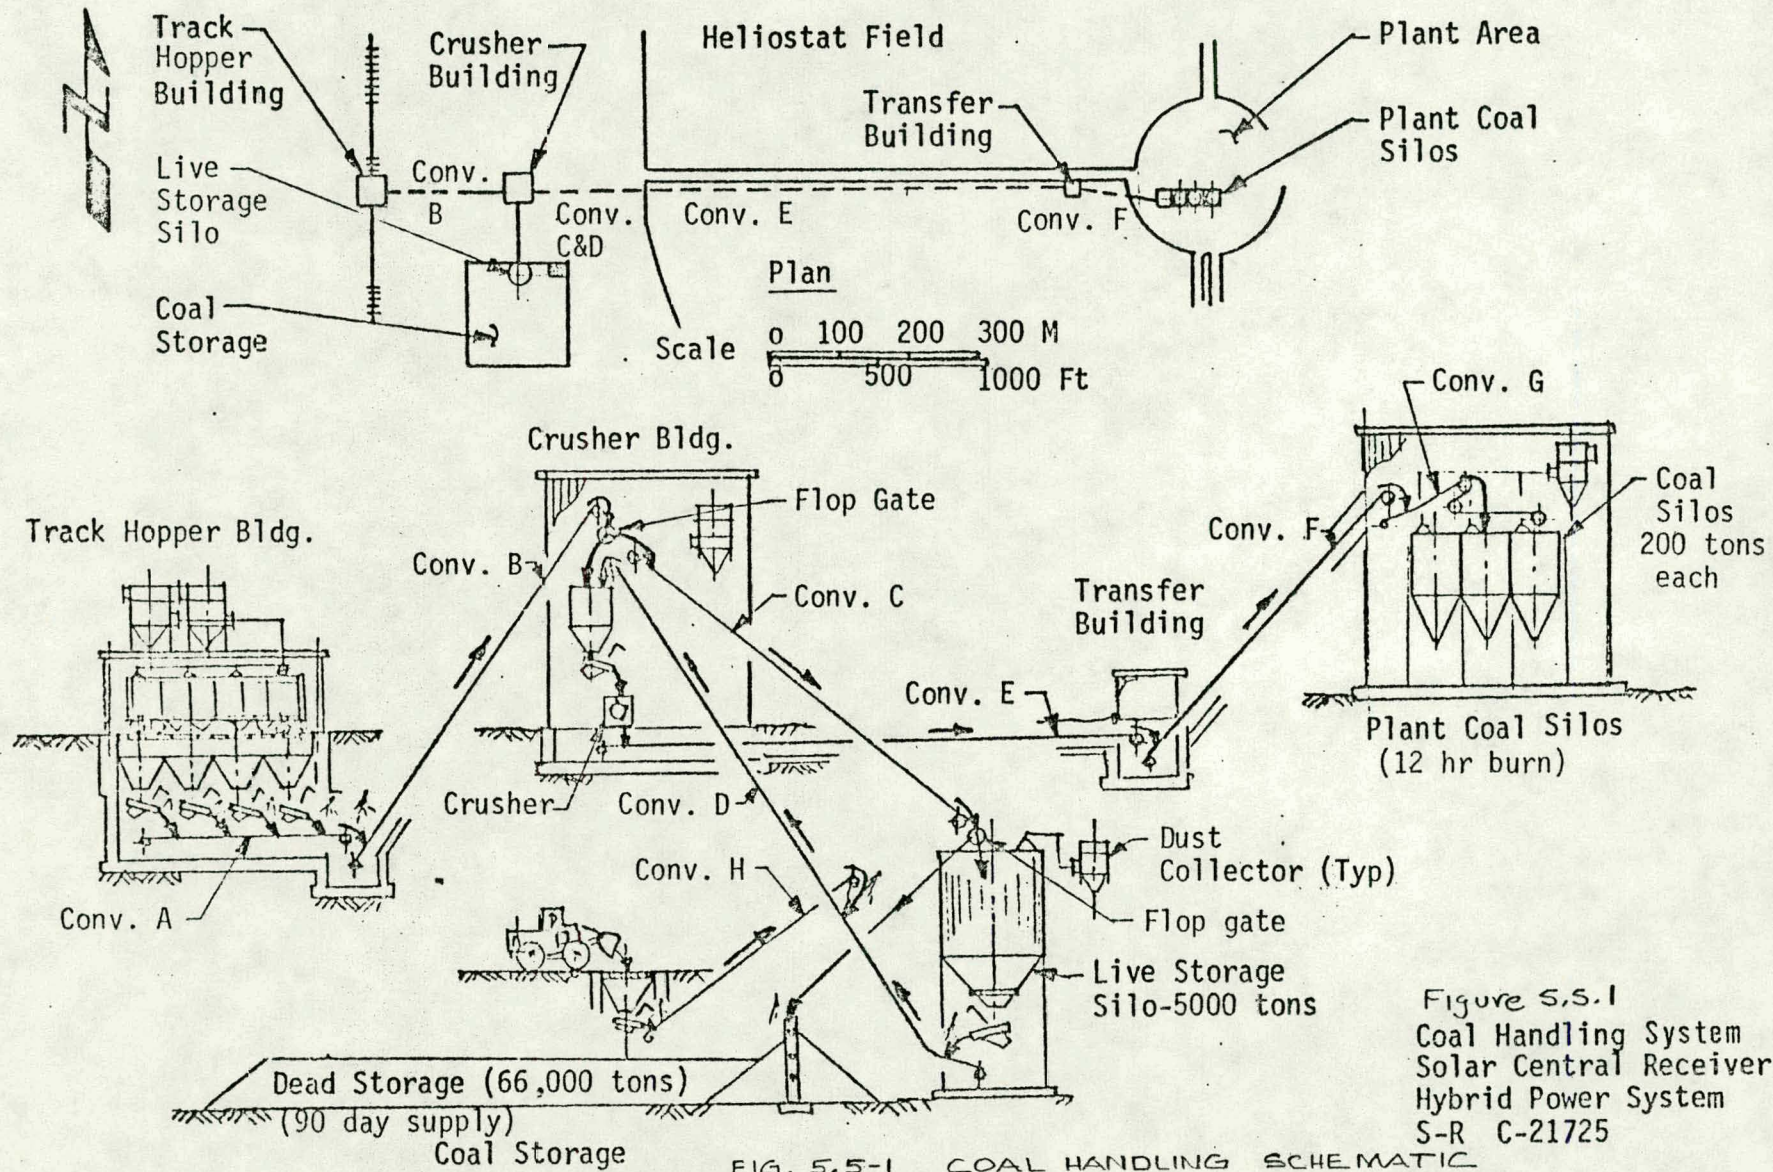 Track
Hopper
Building
Crusher
Building
Heliostat Field
Plant Area
Transfer
Building
Plant Coal
Silos
Live
Storage
Silo
Conv.
B
Conv.
C&D
Conv. E
Conv. F
Coal
Storage
Plan
Scale
0 100 200 300 M
0 500 1000 Ft
Conv. G
Crusher Bldg.
Flop Gate
Track Hopper Bldg.
Conv. B
Conv. C
Conv. F
Coal
Silos
200 tons
each
Transfer
Building
Conv. E
Plant Coal Silos
(12 hr burn)
Crusher
Conv. D
Conv. A
Conv. H
Dust
Collector (Typ)
Flop gate
Live Storage
Silo-5000 tons
Dead Storage (66,000 tons)
(90 day supply)
Coal Storage
Figure 5.5.1
Coal Handling System
Solar Central Receiver
Hybrid Power System
S-R C-21725
FIG. 5.5-1 COAL HANDLING SCHEMATIC